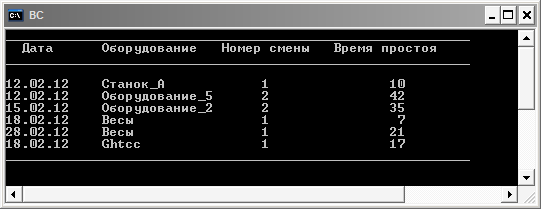 BC
Дата Оборудование Номер смены Время простоя
12.02.12 Станок_А 1 10
12.02.12 Оборудование_5 2 42
15.02.12 Оборудование_2 2 35
18.02.12 Весы 1 7
28.02.12 Весы 1 21
18.02.12 Ghtcc 1 17